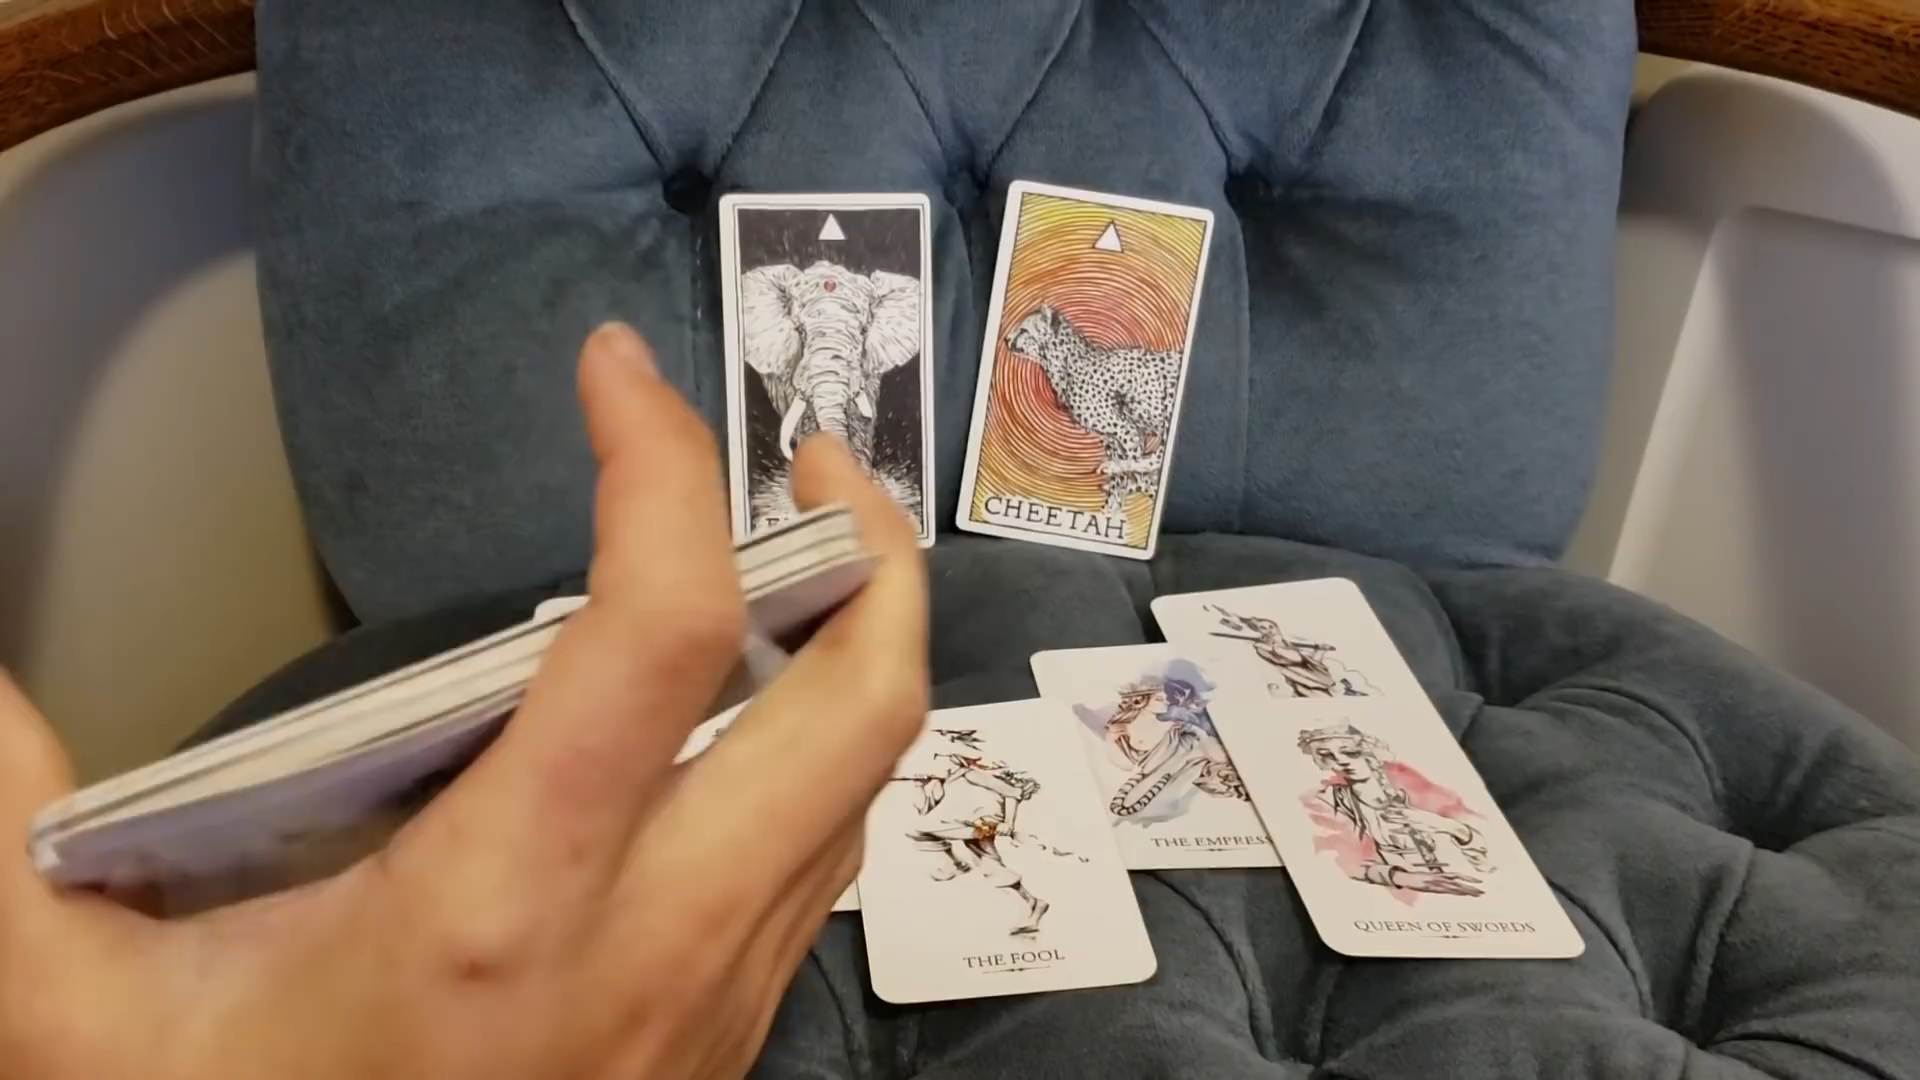 CHEETAH
THE EMPRESS
QUEEN OF SWORDS
THE FOOL